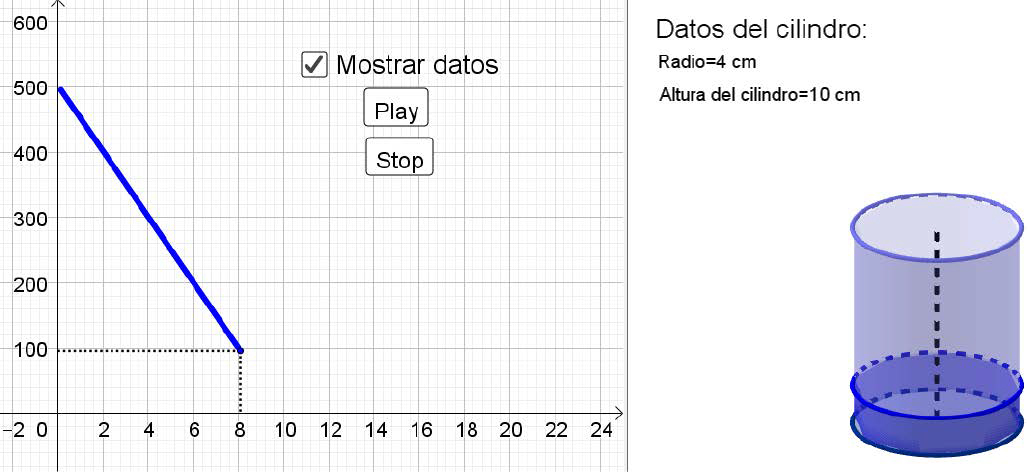 600
500
400
300
200
100
−2 0 2 4 6 8 10 12 14 16 18 20 22 24
Mostrar datos
Play
Stop
Datos del cilindro:
Radio=4 cm
Altura del cilindro=10 cm